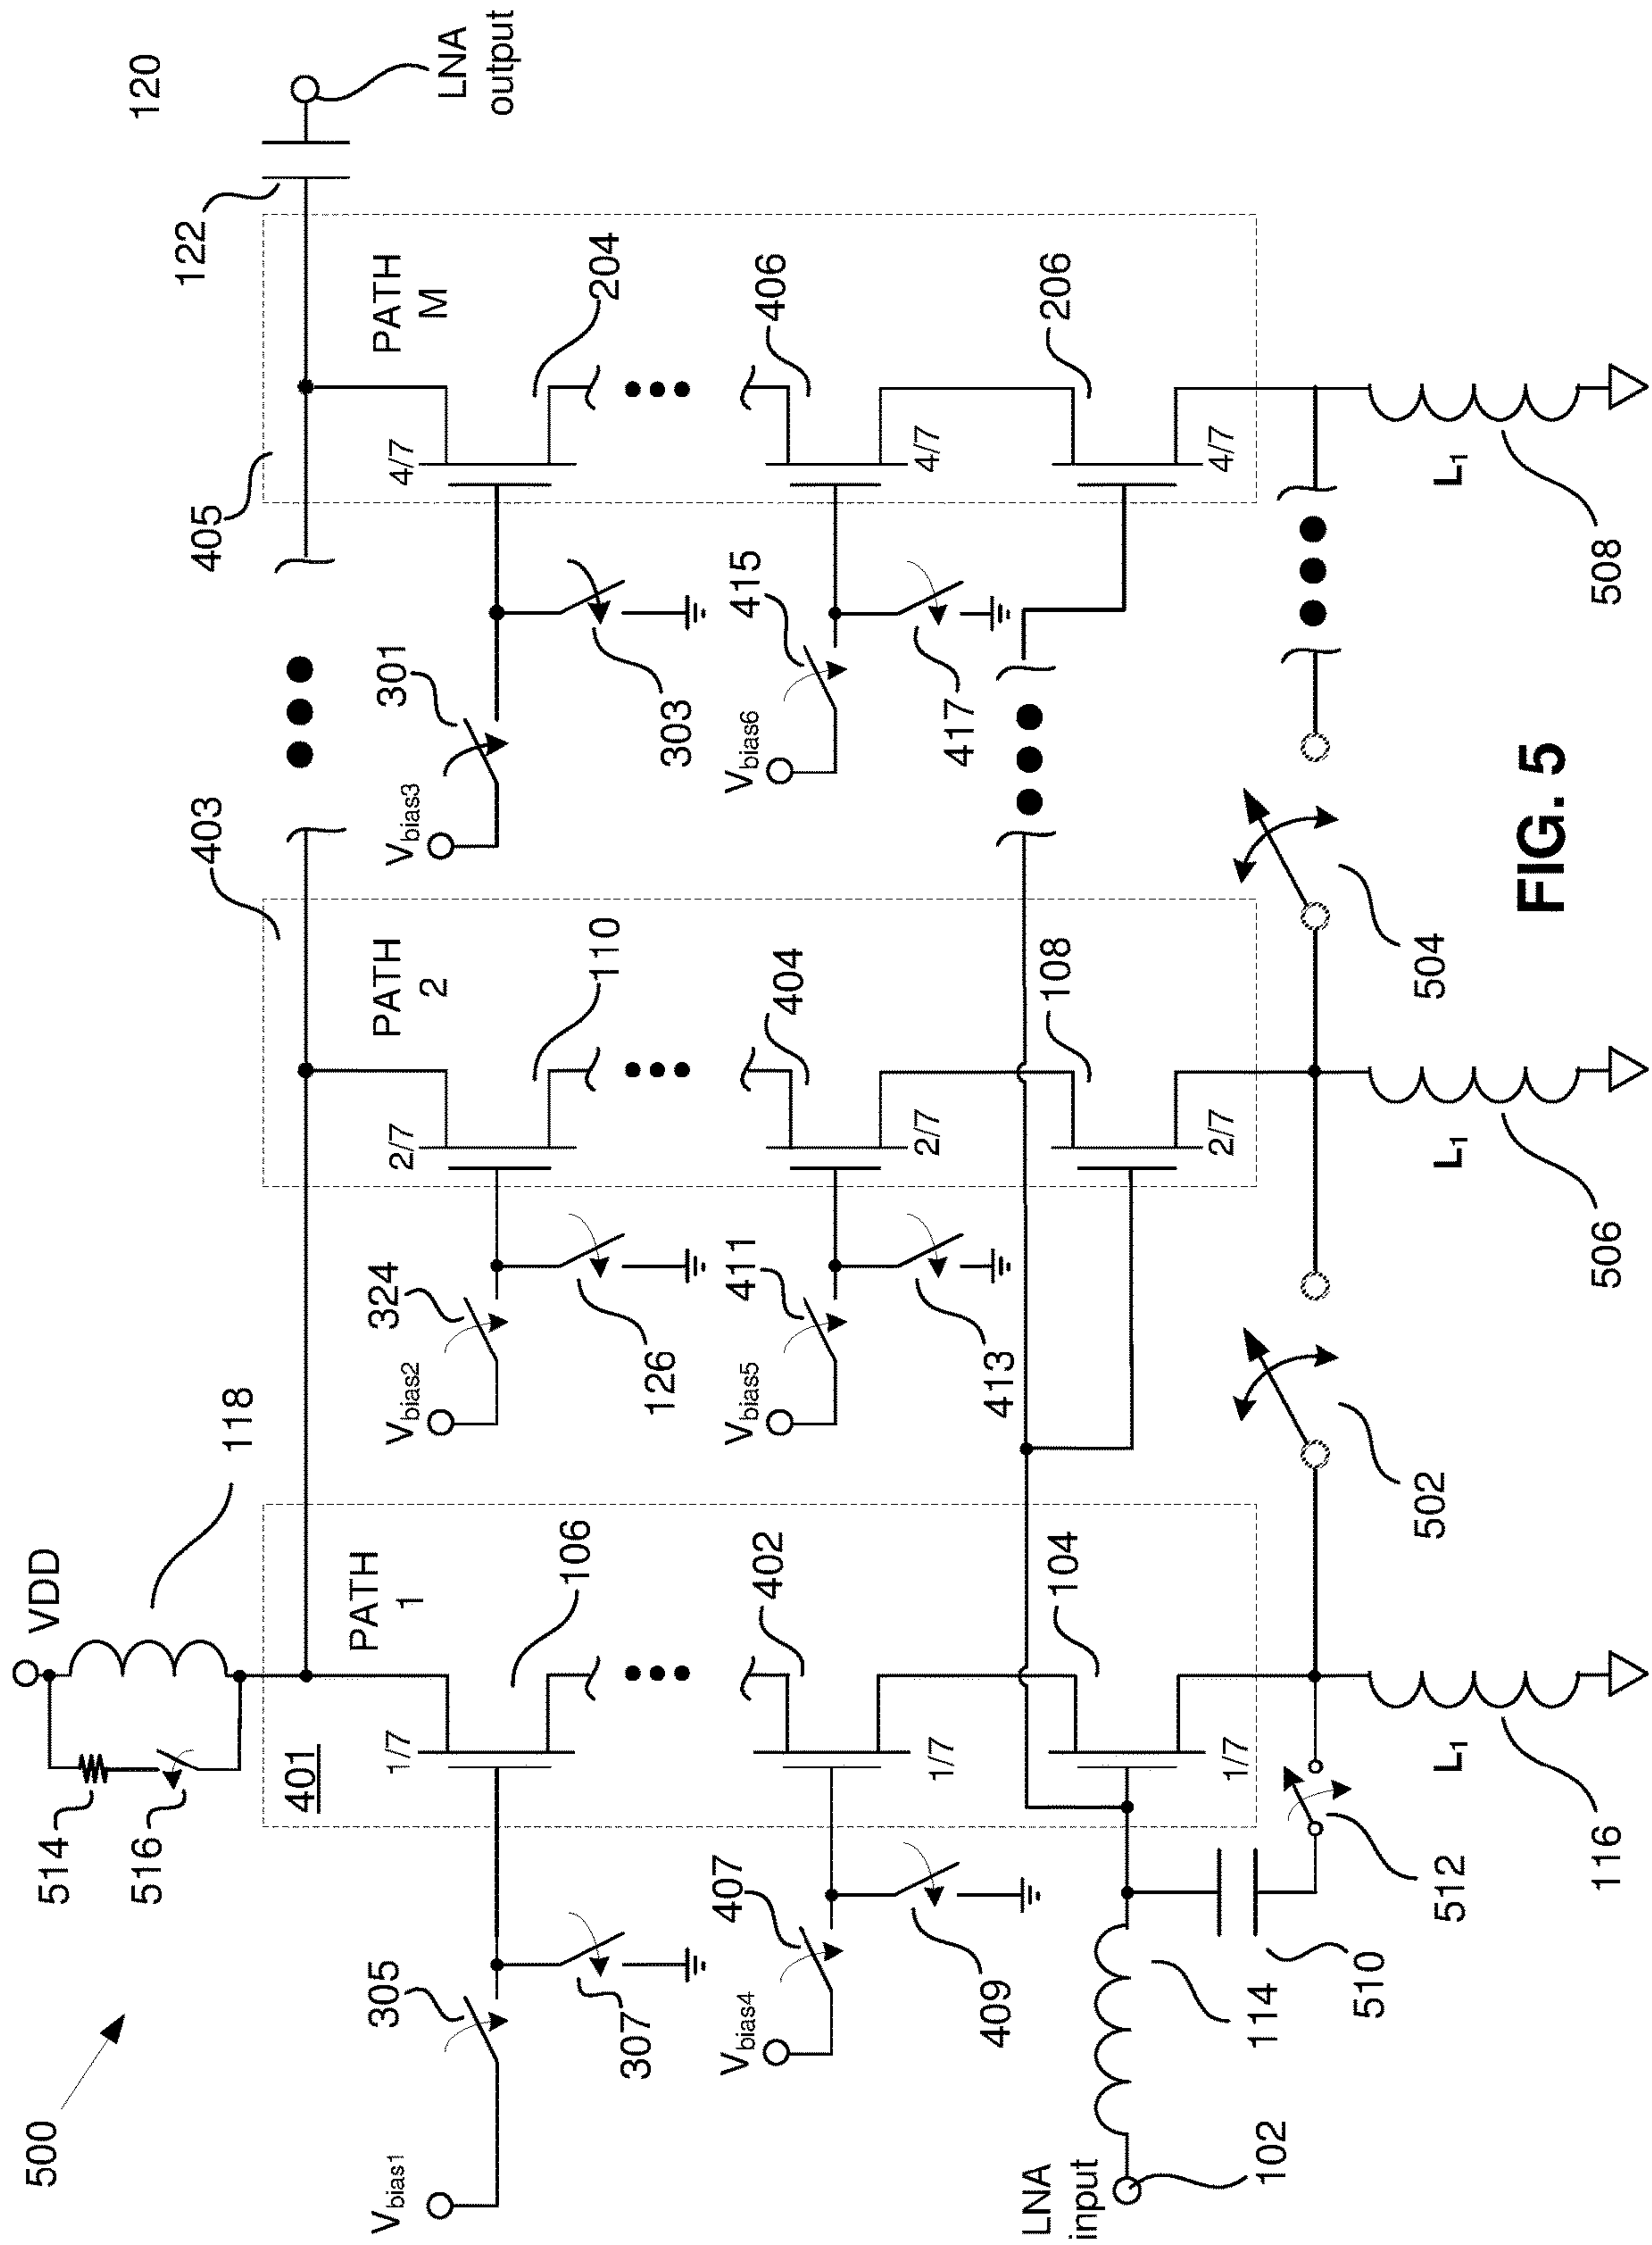 500
514
516
VDD
118
401
PATH
1
403
PATH
2
405
PATH
M
122
120
LNA
output
Vbias1
305
307
1/7
106
Vbias2
324
126
2/7
110
Vbias3
301
303
4/7
204
Vbias4
407
409
402
1/7
Vbias5
411
413
404
2/7
Vbias6
415
417
406
4/7
LNA
input
102
114
510
512
104
1/7
108
2/7
206
4/7
502
504
L1
116
L1
506
L1
508
FIG. 5